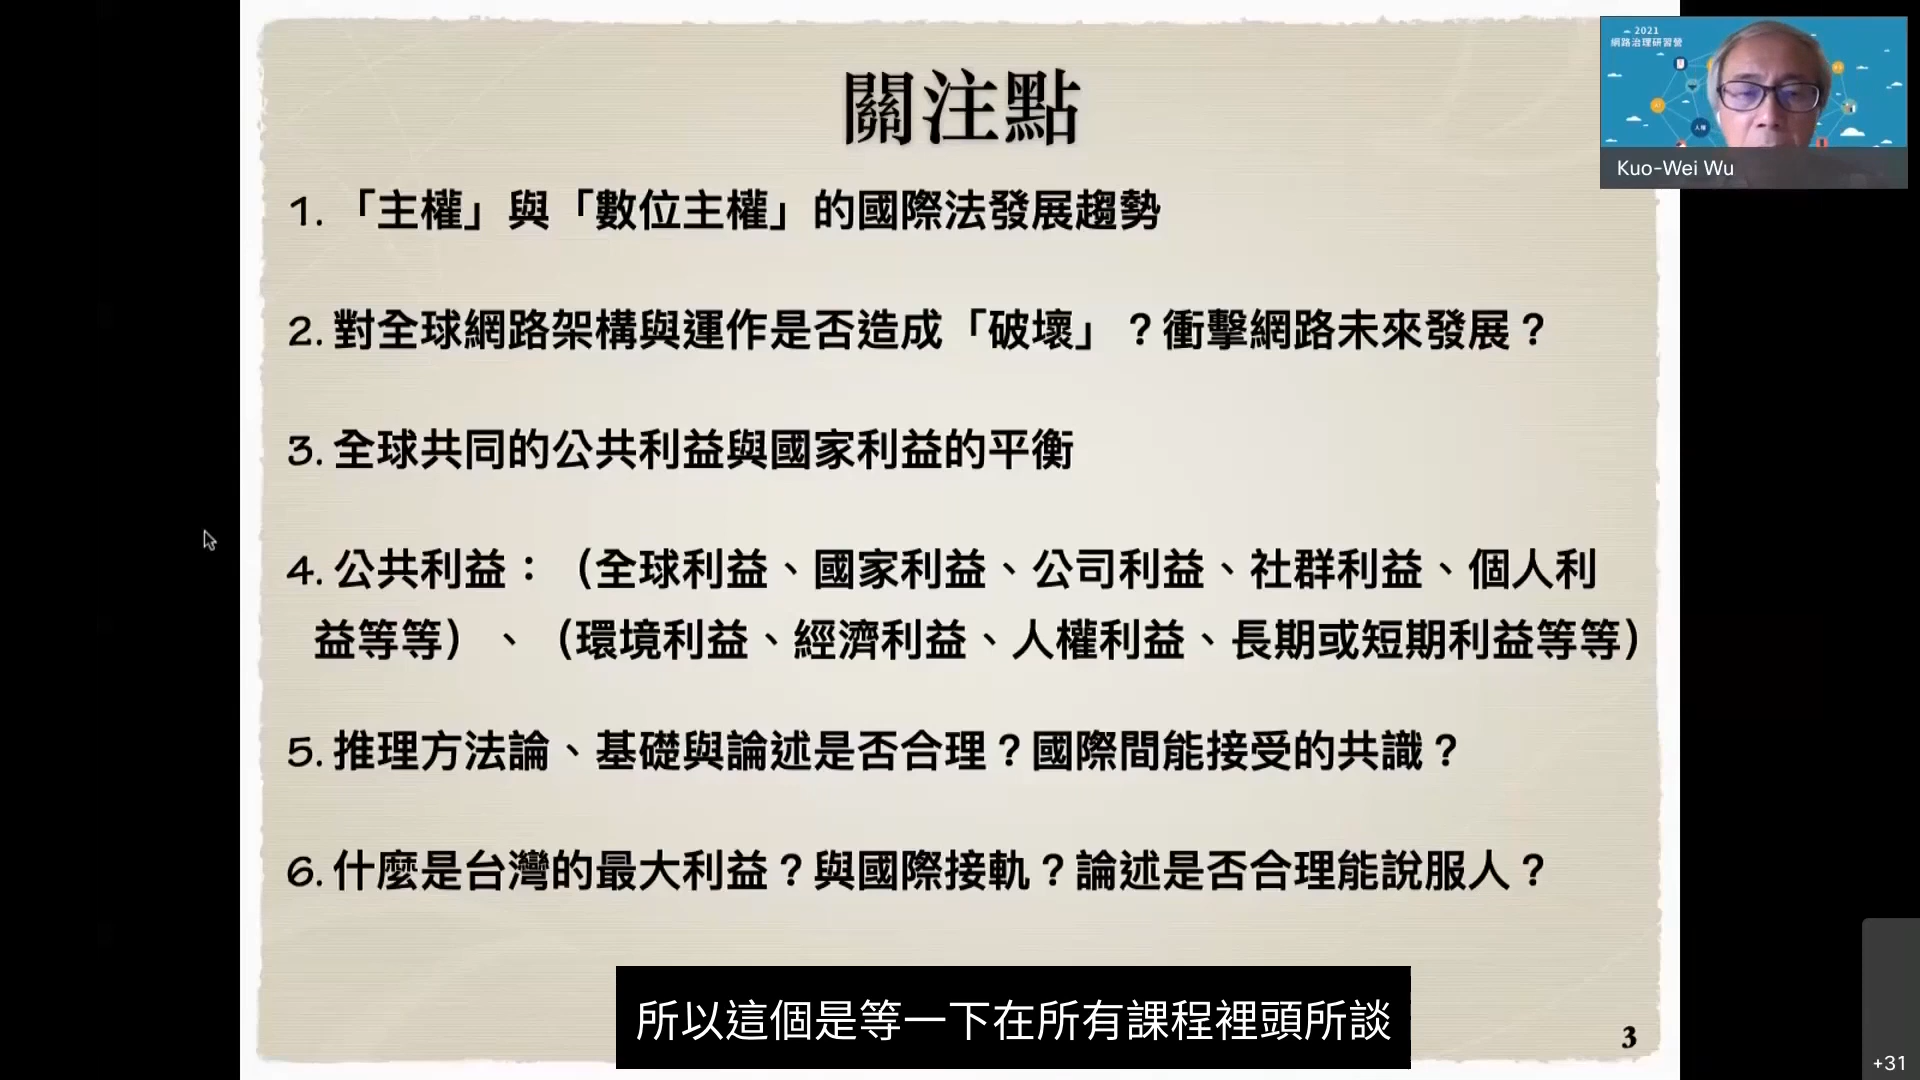 關注點
1. 「主權」與「數位主權」的國際法發展趨勢
2. 對全球網路架構與運作是否造成「破壞」？衝擊網路未來發展？
3. 全球共同的公共利益與國家利益的平衡
4. 公共利益：（全球利益、國家利益、公司利益、社群利益、個人利
益等等）、（環境利益、經濟利益、人權利益、長期或短期利益等等）
5. 推理方法論、基礎與論述是否合理？國際間能接受的共識？
6. 什麼是台灣的最大利益？與國際接軌？論述是否合理能說服人？
3
2021
網路治理研習營
人權
Kuo-Wei Wu
所以這個是等一下在所有課程裡頭所談
+31